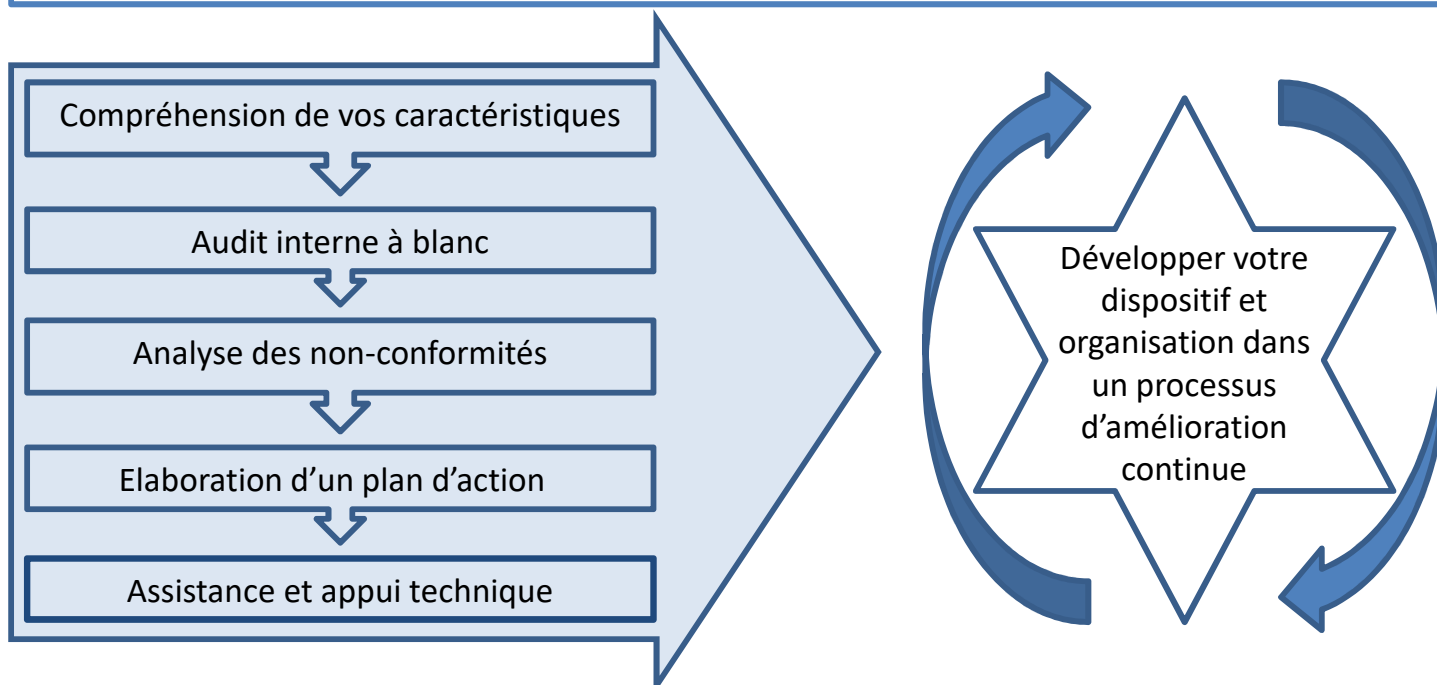 Compréhension de vos caractéristiques
Audit interne à blanc
Analyse des non-conformités
Elaboration d’un plan d’action
Assistance et appui technique
Développer votre
dispositif et
organisation dans
un processus
d’amélioration
continue